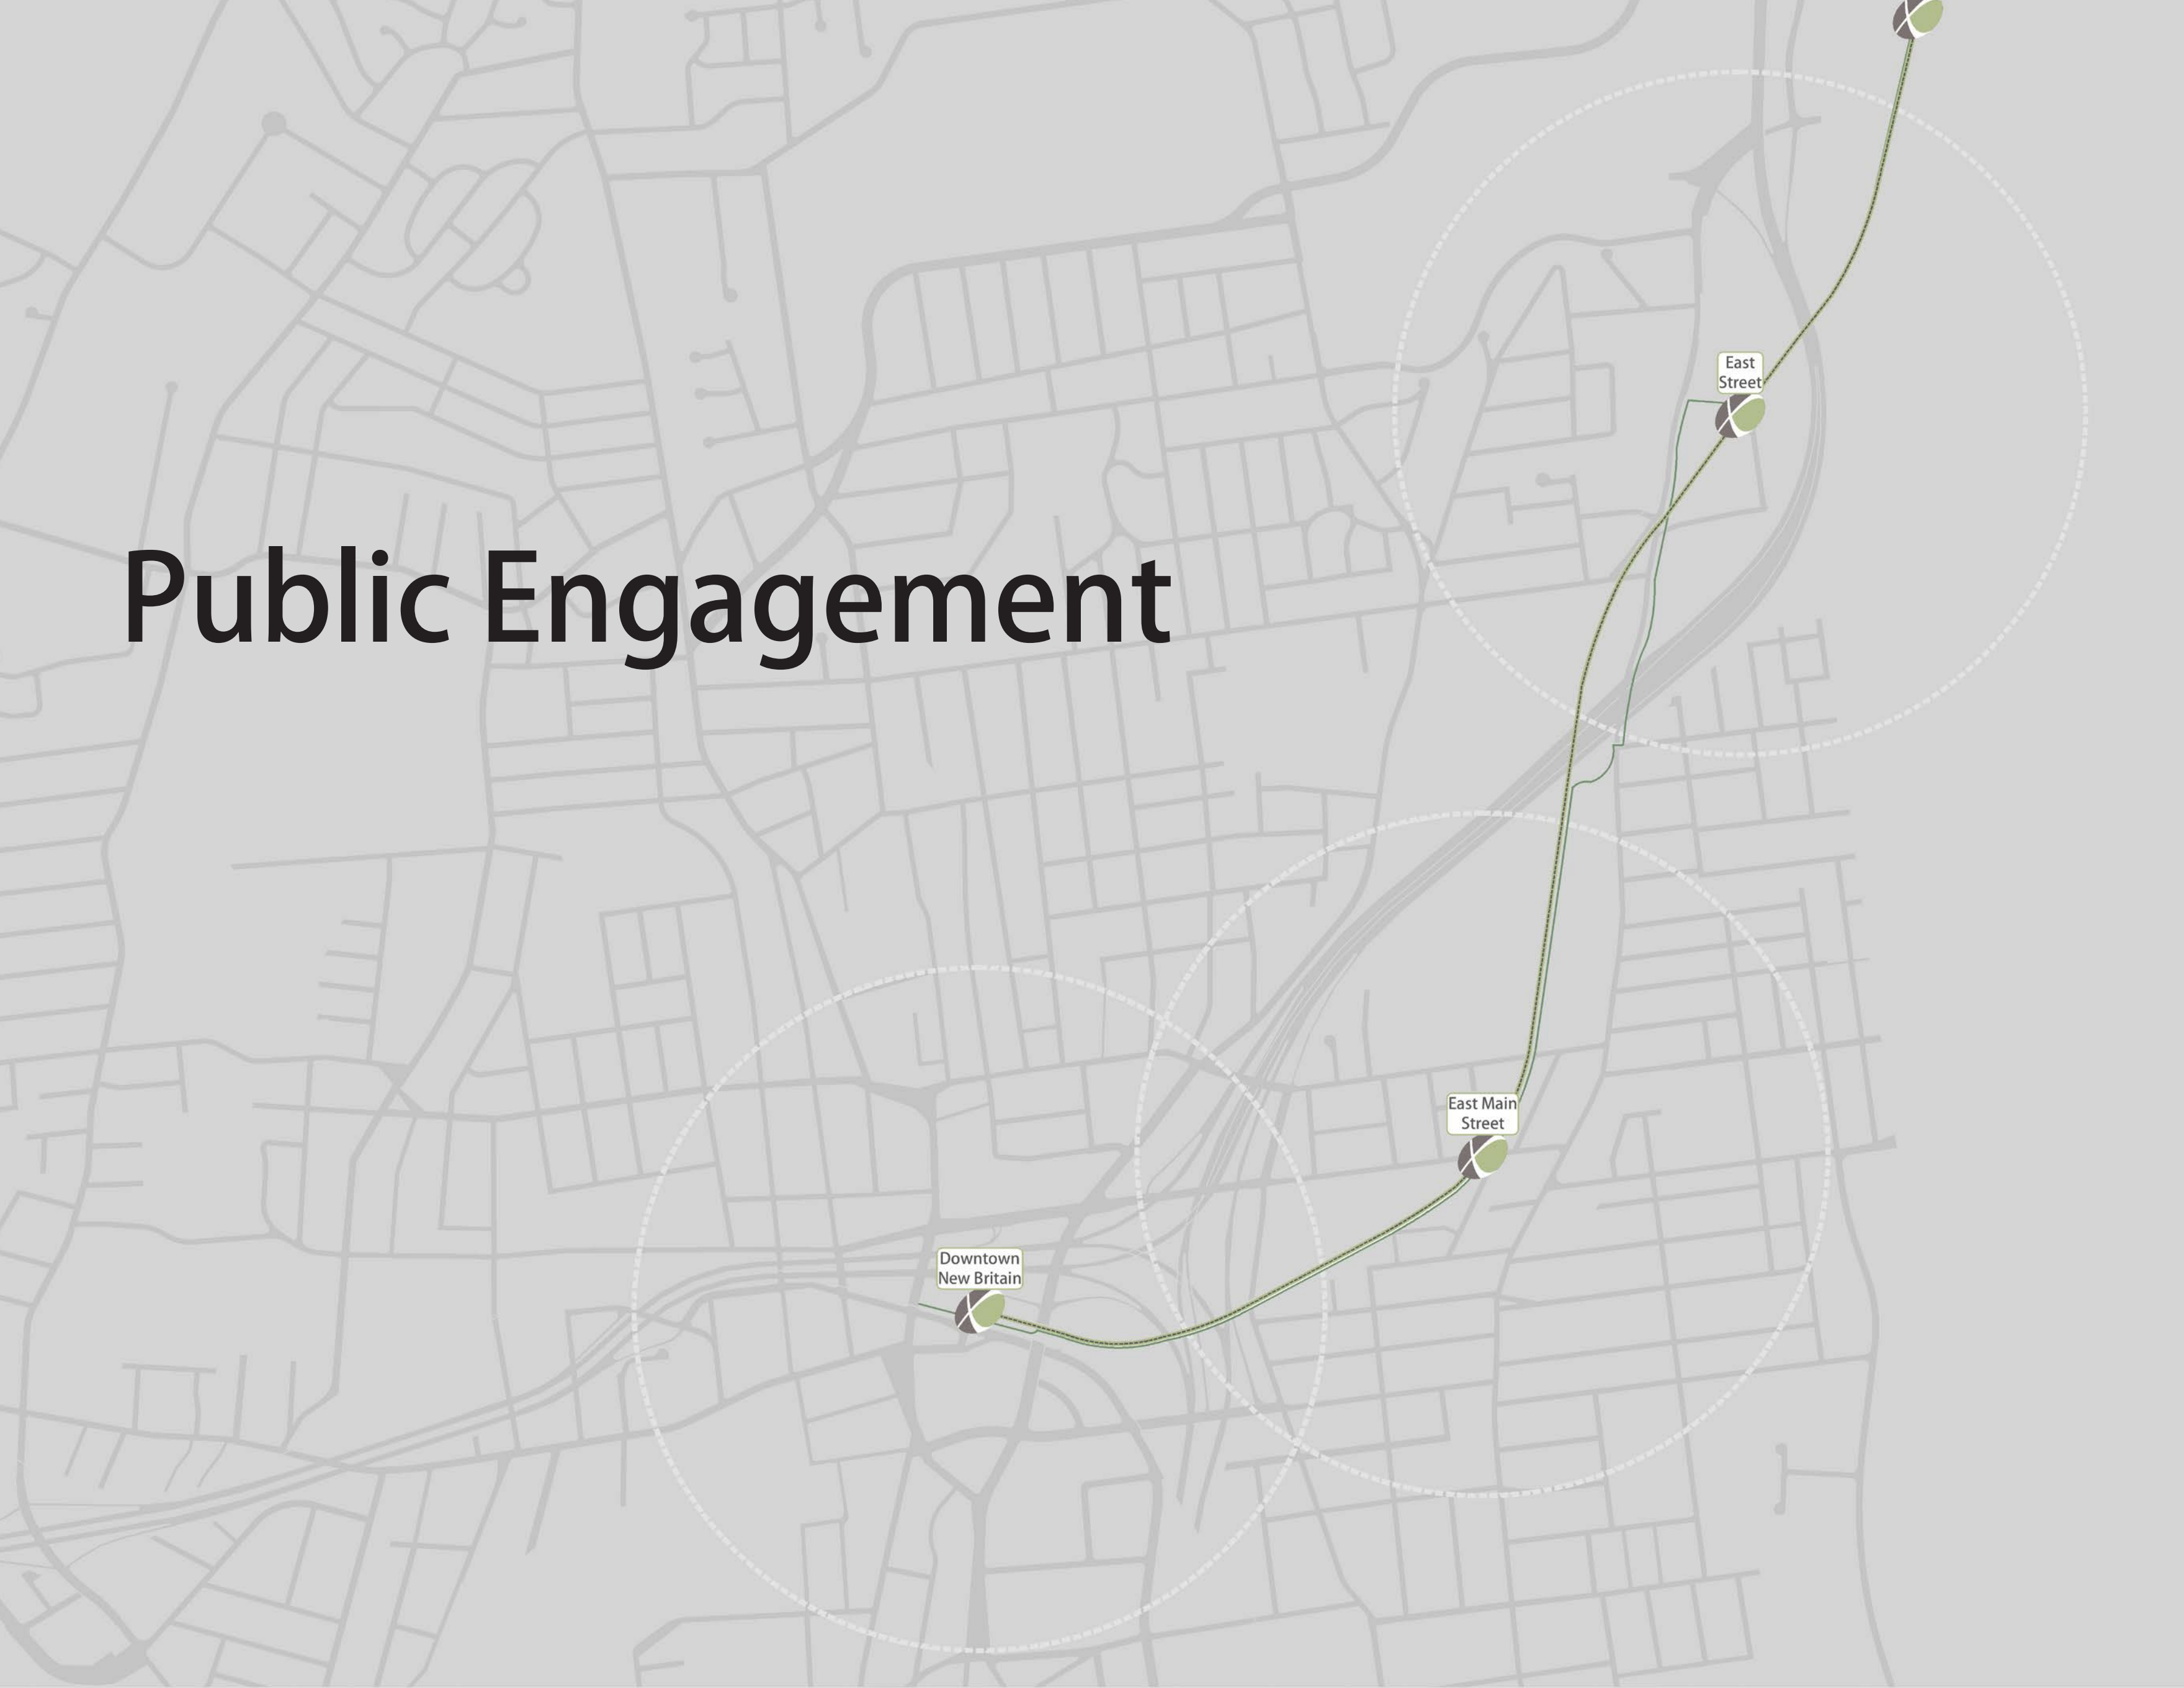 Public Engagement
East
Street
East Main
Street
Downtown
New Britain